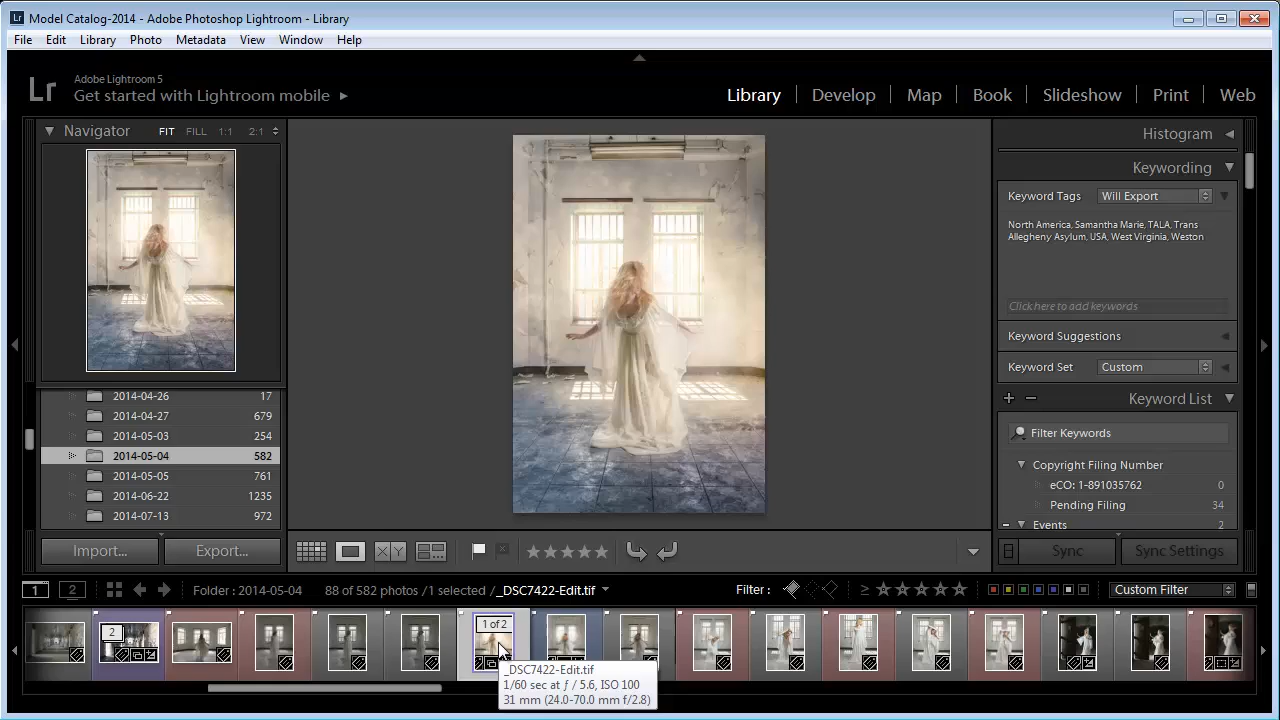 Model Catalog-2014 - Adobe Photoshop Lightroom - Library
File Edit Library Photo Metadata View Window Help
Lr
Adobe Lightroom 5
Get started with Lightroom mobile
Library | Develop | Map | Book | Slideshow | Print | Web
Navigator FIT FILL 1:1 2:1
Histogram
Keywording
Keyword Tags Will Export
North America, Samantha Marie, TALA, Trans
Allegheny Asylum, USA, West Virginia, Weston
Click here to add keywords
Keyword Suggestions
Keyword Set Custom
Keyword List
Filter Keywords
Copyright Filing Number
eCO: 1-891035762 0
Pending Filing 34
Events 2
2014-04-26 17
2014-04-27 679
2014-05-03 254
2014-05-04 582
2014-05-05 761
2014-06-22 1235
2014-07-13 972
Import... Export...
X Y
Sync Sync Settings
1 2 Folder : 2014-05-04 88 of 582 photos /1 selected /_DSC7422-Edit.tif Filter : Custom Filter
2
1 of 2
_DSC7422-Edit.tif
1/60 sec at ƒ / 5.6, ISO 100
31 mm (24.0-70.0 mm f/2.8)